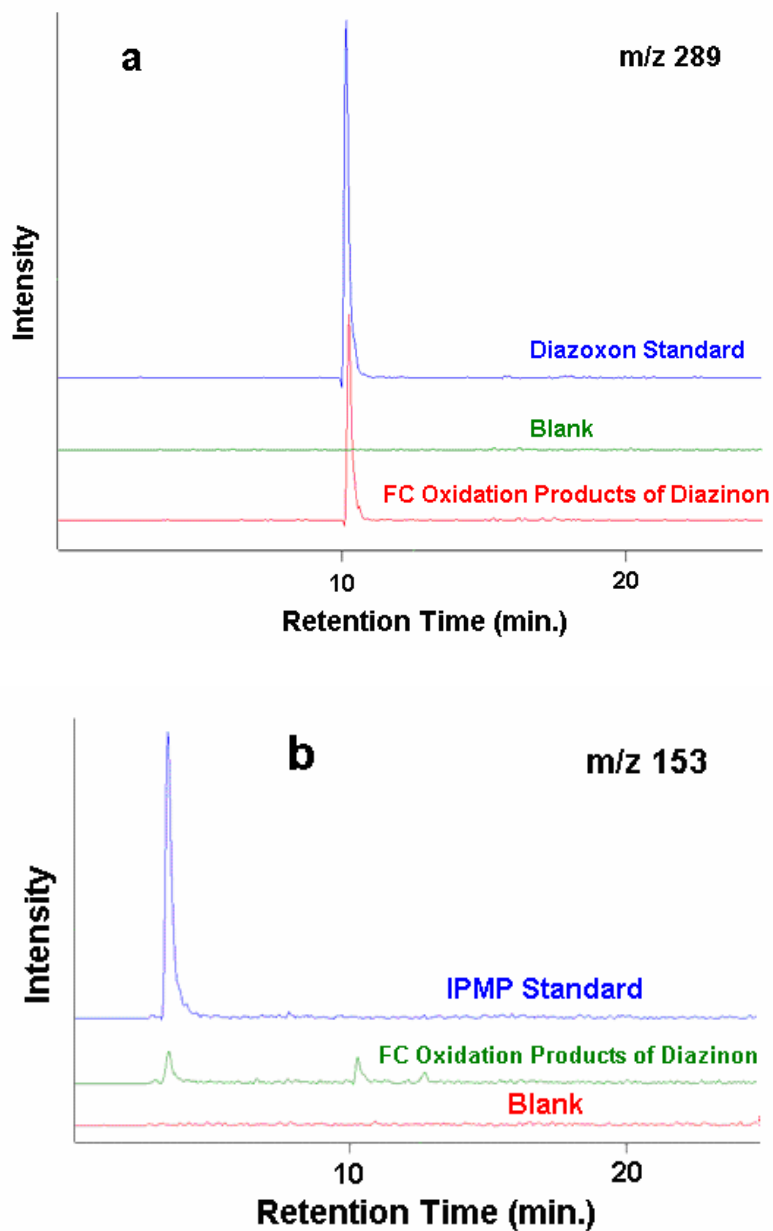 a
m/z 289
Intensity
Diazoxon Standard
Blank
FC Oxidation Products of Diazinon
10
20
Retention Time (min.)
b
m/z 153
Intensity
IPMP Standard
FC Oxidation Products of Diazinon
Blank
10
20
Retention Time (min.)